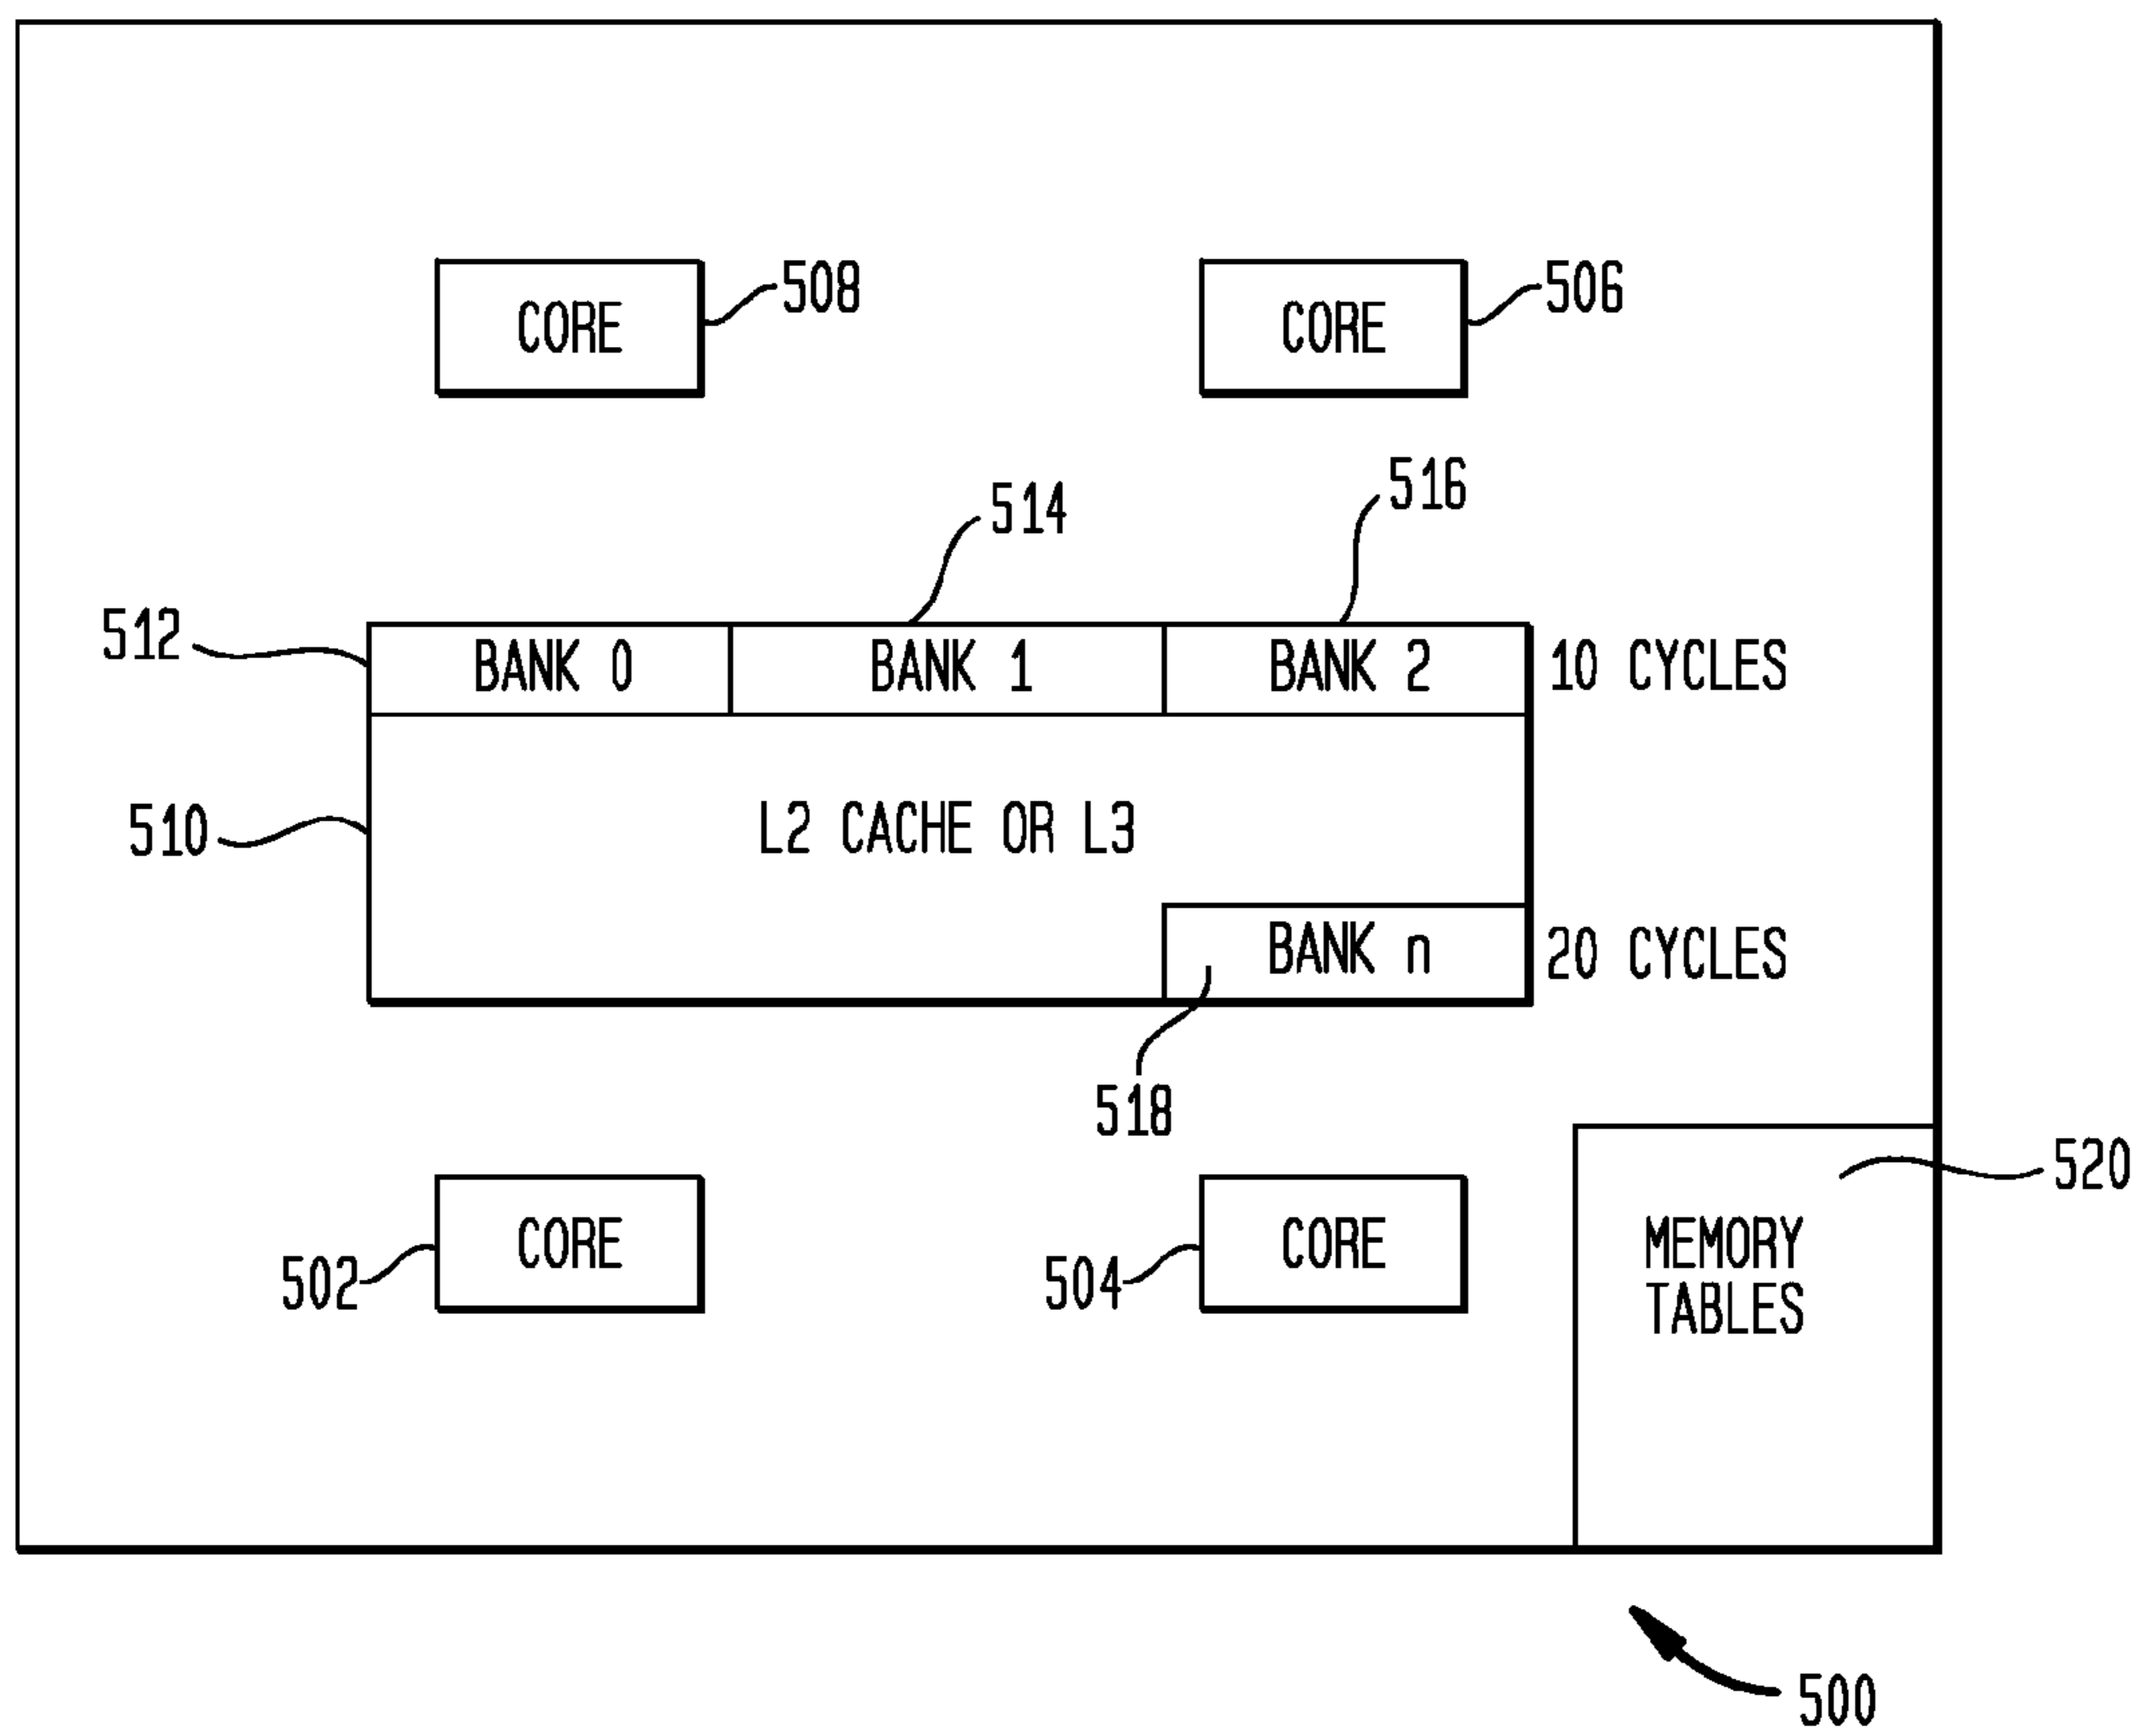 CORE
508
CORE
506
514
516
512
BANK 0
BANK 1
BANK 2
10 CYCLES
510
L2 CACHE OR L3
BANK n
20 CYCLES
518
520
CORE
502
CORE
504
MEMORY
TABLES
500